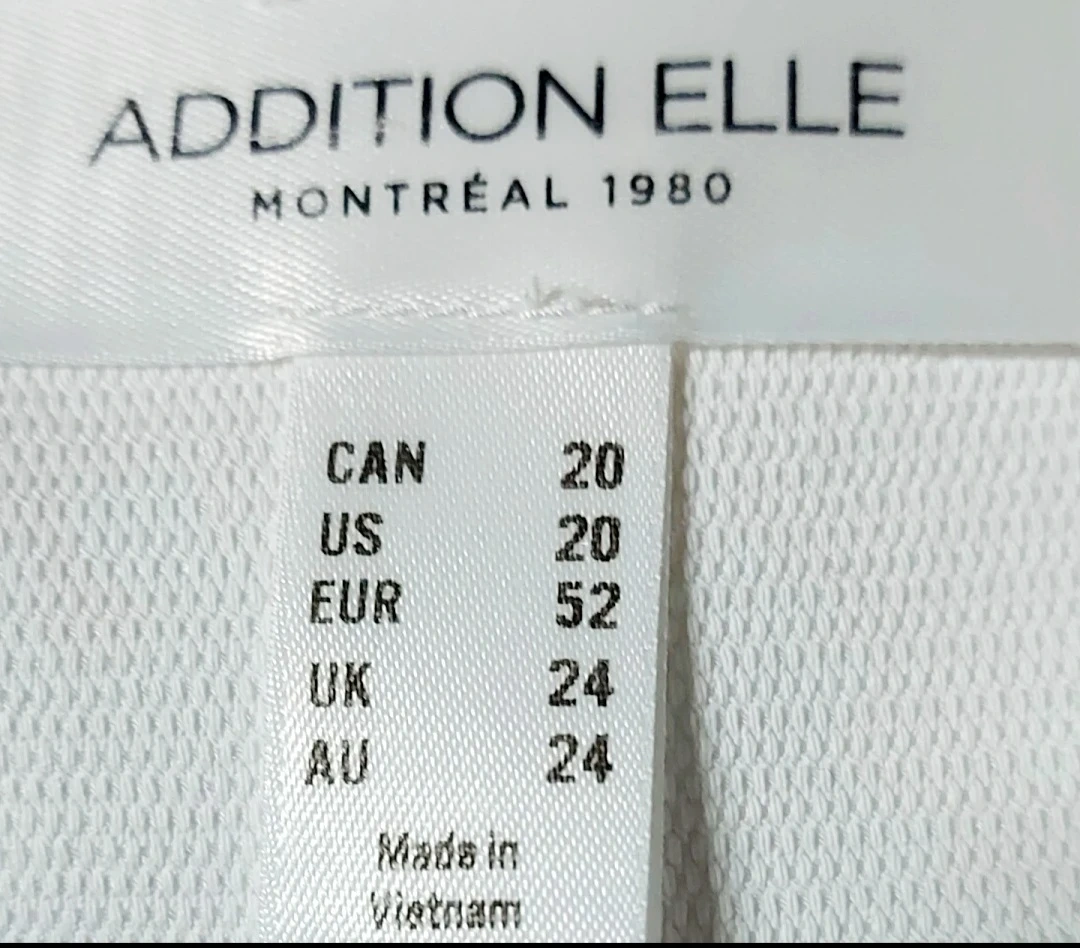 ADDITION ELLE
MONTRÉAL 1980
CAN 20
US 20
EUR 52
UK 24
AU 24
Made in
Vietnam